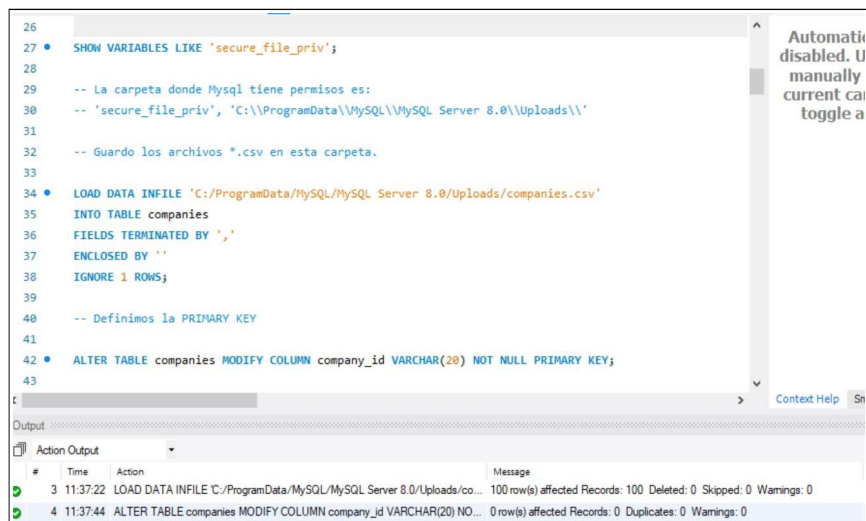 26
27 SHOW VARIABLES LIKE 'secure_file_priv';
28
29 -- La carpeta donde Mysql tiene permisos es:
30 -- 'secure_file_priv', 'C:\\ProgramData\\MySQL\\MySQL Server 8.0\\Uploads\\'
31
32 -- Guardo los archivos *.csv en esta carpeta.
33
34 LOAD DATA INFILE 'C:/ProgramData/MySQL/MySQL Server 8.0/Uploads/companies.csv'
35 INTO TABLE companies
36 FIELDS TERMINATED BY ','
37 ENCLOSED BY ''
38 IGNORE 1 ROWS;
39
40 -- Definimos la PRIMARY KEY
41
42 ALTER TABLE companies MODIFY COLUMN company_id VARCHAR(20) NOT NULL PRIMARY KEY;
43
Automatic
disabled. U
manually
current car
toggle a
Context Help Sn
Output
Action Output
# Time Action Message
3 11:37:22 LOAD DATA INFILE 'C:/ProgramData/MySQL/MySQL Server 8.0/Uploads/co... 100 row(s) affected Records: 100 Deleted: 0 Skipped: 0 Warnings: 0
4 11:37:44 ALTER TABLE companies MODIFY COLUMN company_id VARCHAR(20) NO... 0 row(s) affected Records: 0 Duplicates: 0 Warnings: 0